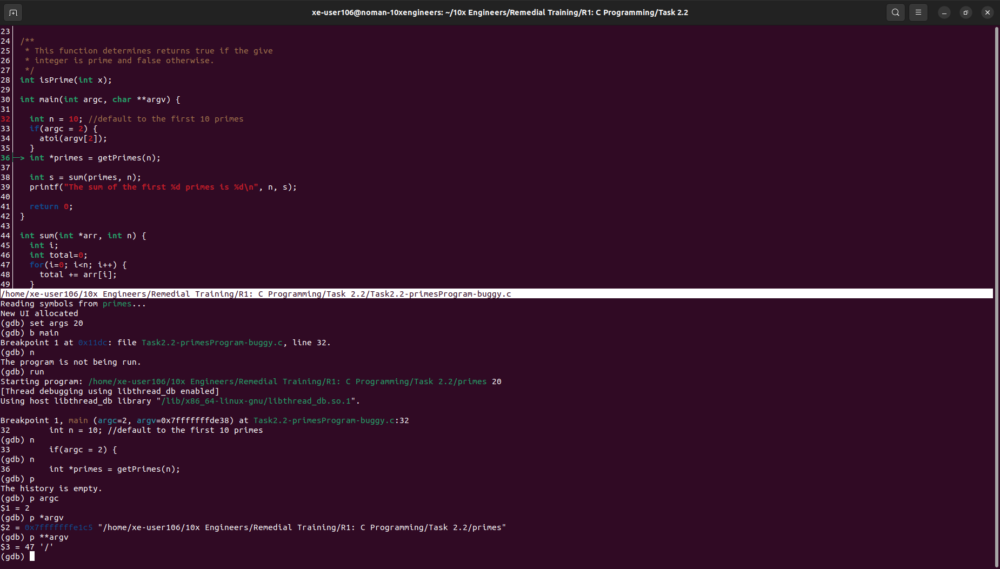 xe-user106@noman-10xengineers: ~/10x Engineers/Remedial Training/R1: C Programming/Task 2.2
23
24 /**
25 * This function determines returns true if the give
26 * integer is prime and false otherwise.
27 */
28 int isPrime(int x);
29
30 int main(int argc, char **argv) {
31
32 int n = 10; //default to the first 10 primes
33 if(argc = 2) {
34 atoi(argv[2]);
35 }
36 —> int *primes = getPrimes(n);
37
38 int s = sum(primes, n);
39 printf("The sum of the first %d primes is %d\n", n, s);
40
41 return 0;
42 }
43
44 int sum(int *arr, int n) {
45 int i;
46 int total=0;
47 for(i=0; i<n; i++) {
48 total += arr[i];
49 }
/home/xe-user106/10x Engineers/Remedial Training/R1: C Programming/Task 2.2/Task2.2-primesProgram-buggy.c
Reading symbols from primes...
New UI allocated
(gdb) set args 20
(gdb) b main
Breakpoint 1 at 0x11dc: file Task2.2-primesProgram-buggy.c, line 32.
(gdb) n
The program is not being run.
(gdb) run
Starting program: /home/xe-user106/10x Engineers/Remedial Training/R1: C Programming/Task 2.2/primes 20
[Thread debugging using libthread_db enabled]
Using host libthread_db library "/lib/x86_64-linux-gnu/libthread_db.so.1".
Breakpoint 1, main (argc=2, argv=0x7fffffffde38) at Task2.2-primesProgram-buggy.c:32
32 int n = 10; //default to the first 10 primes
(gdb) n
33 if(argc = 2) {
(gdb) n
36 int *primes = getPrimes(n);
(gdb) p
The history is empty.
(gdb) p argc
$1 = 2
(gdb) p *argv
$2 = 0x7fffffffe1c5 "/home/xe-user106/10x Engineers/Remedial Training/R1: C Programming/Task 2.2/primes"
(gdb) p **argv
$3 = 47 '/'
(gdb)